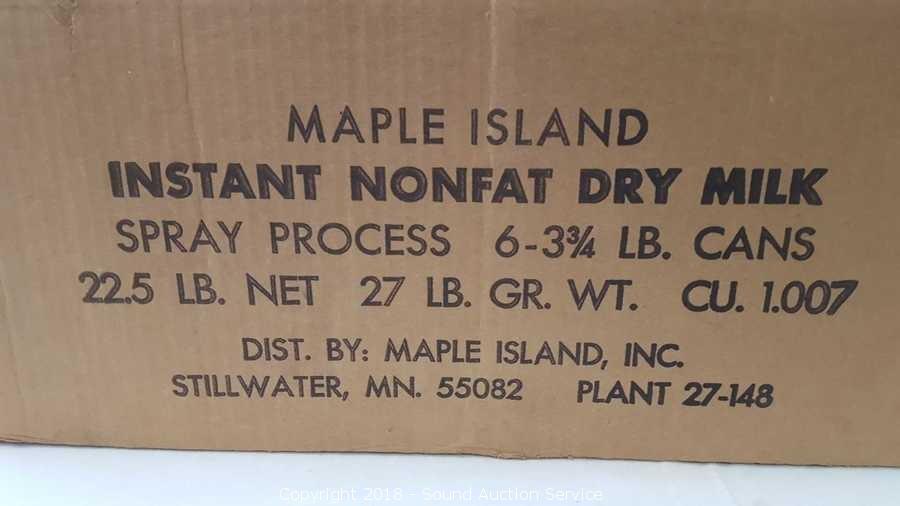 MAPLE ISLAND
INSTANT NONFAT DRY MILK
SPRAY PROCESS 6-3¾ LB. CANS
22.5 LB. NET 27 LB. GR. WT. CU. 1.007
DIST. BY: MAPLE ISLAND, INC.
STILLWATER, MN. 55082 PLANT 27-148
Copyright 2018 - Sound Auction Service